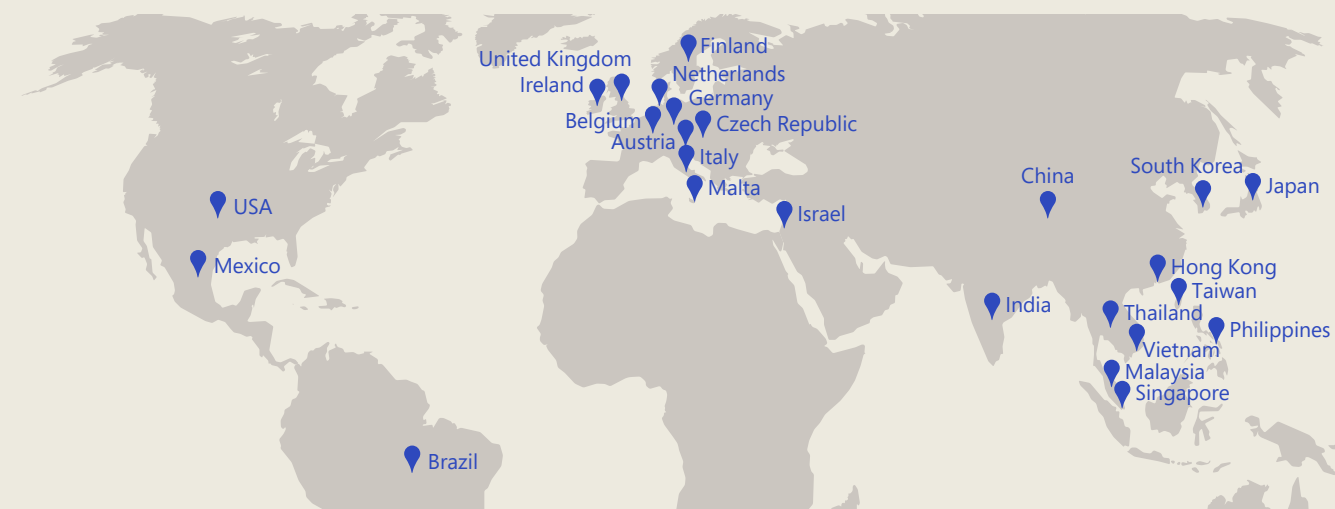 Finland
United Kingdom
Netherlands
Ireland
Germany
Belgium
Czech Republic
Austria
Italy
Malta
Israel
USA
Mexico
Brazil
China
South Korea
Japan
Hong Kong
Taiwan
India
Thailand
Philippines
Vietnam
Malaysia
Singapore